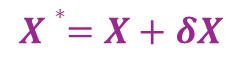 X* = X + δX